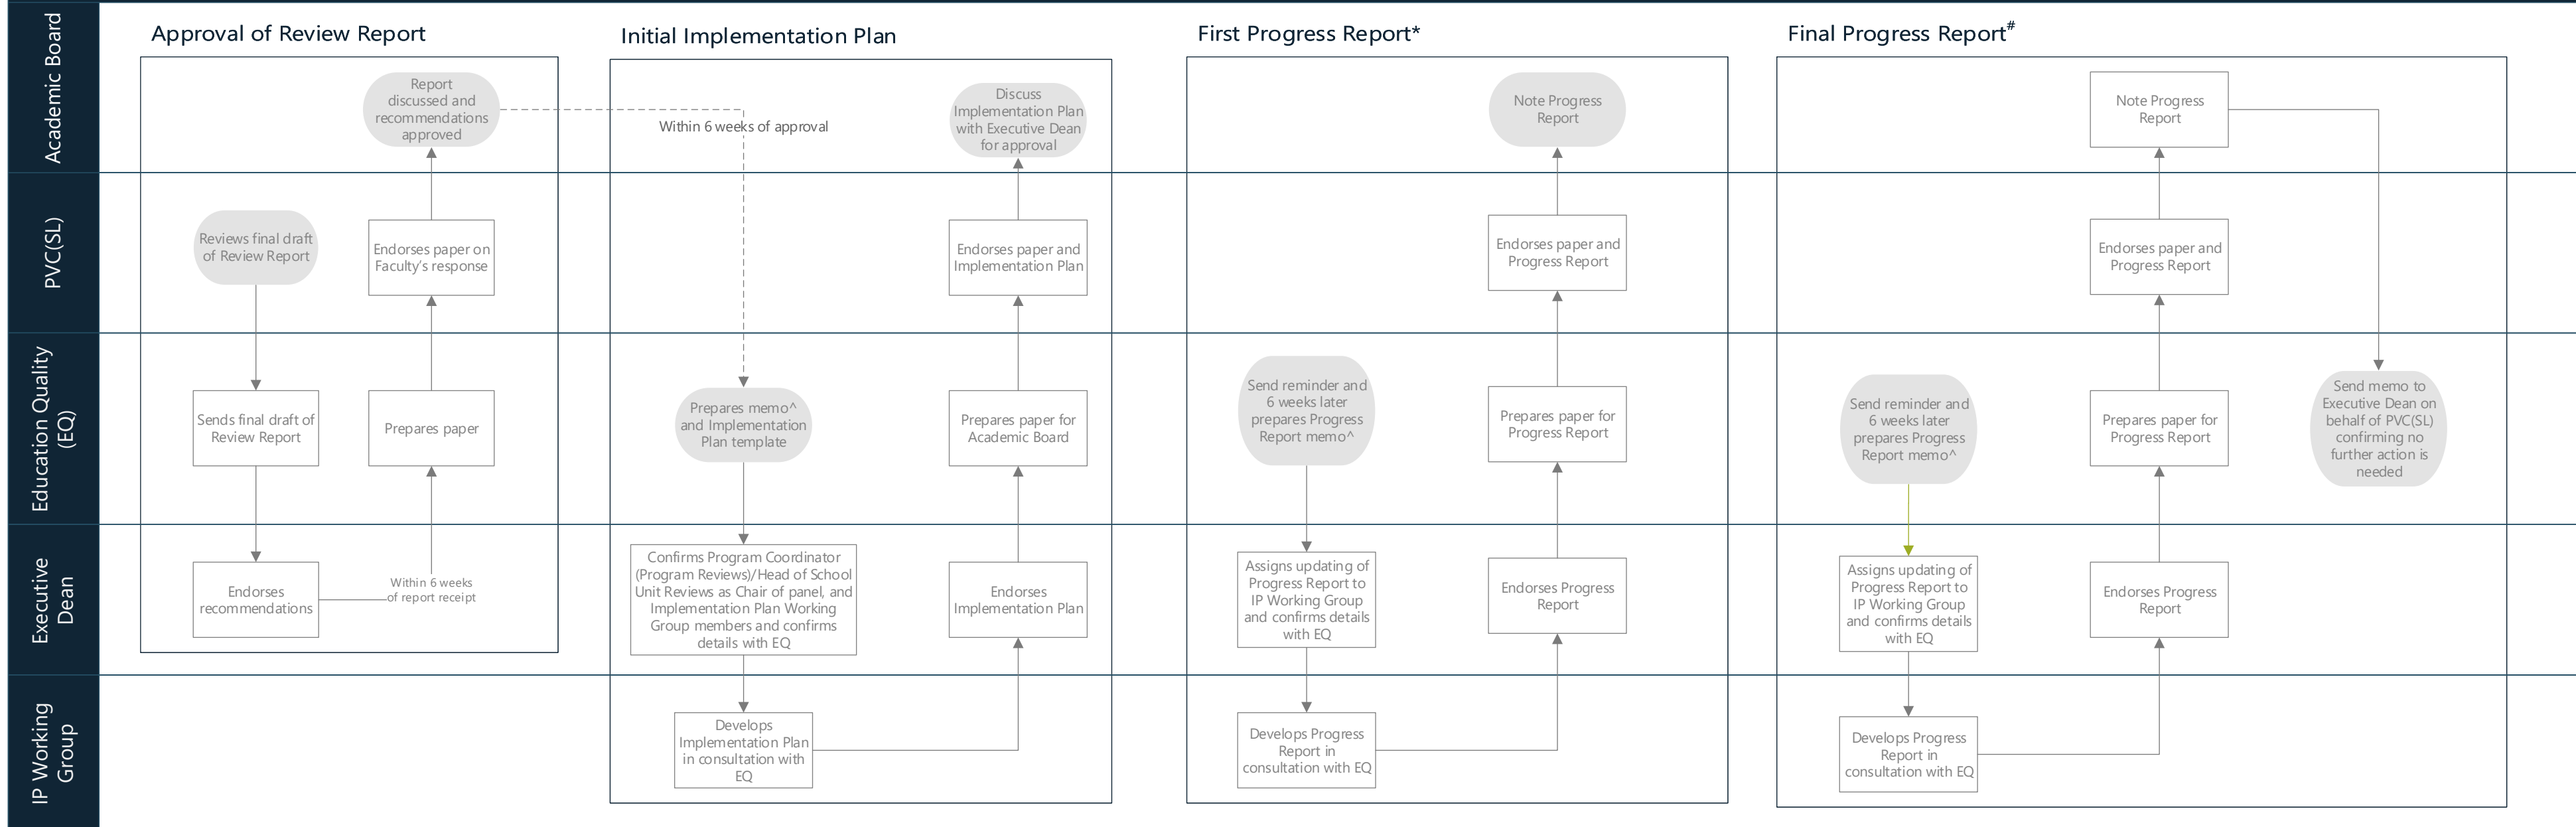 Academic Board
PVC(SL)
Education Quality
(EQ)
Executive
Dean
IP Working
Group
Approval of Review Report
Report
discussed and
recommendations
approved
Reviews final draft
of Review Report
Endorses paper on
Faculty's response
Sends final draft of
Review Report
Prepares paper
Endorses
recommendations
Within 6 weeks
of report receipt
Initial Implementation Plan
Within 6 weeks of approval
Discuss
Implementation Plan
with Executive Dean
for approval
Endorses paper and
Implementation Plan
Prepares memo^
and Implementation
Plan template
Prepares paper for
Academic Board
Confirms Program Coordinator
(Program Reviews)/Head of School
Unit Reviews as Chair of panel, and
Implementation Plan Working
Group members and confirms
details with EQ
Endorses
Implementation Plan
Develops
Implementation Plan
in consultation with
EQ
First Progress Report*
Note Progress
Report
Endorses paper and
Progress Report
Send reminder and
6 weeks later
prepares Progress
Report memo^
Prepares paper for
Progress Report
Assigns updating of
Progress Report to
IP Working Group
and confirms details
with EQ
Endorses Progress
Report
Develops Progress
Report in
consultation with EQ
Final Progress Report#
Note Progress
Report
Endorses paper and
Progress Report
Send reminder and
6 weeks later
prepares Progress
Report memo^
Prepares paper for
Progress Report
Send memo to
Executive Dean on
behalf of PVC(SL)
confirming no
further action is
needed
Assigns updating of
Progress Report to
IP Working Group
and confirms details
with EQ
Endorses Progress
Report
Develops Progress
Report in
consultation with EQ